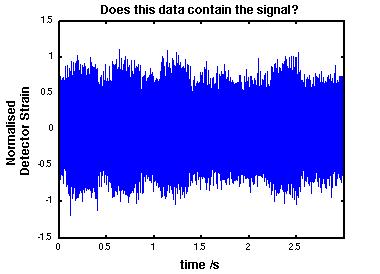 Does this data contain the signal?
1.5
1
0.5
0
-0.5
-1
-1.5
Normalised
Detector Strain
0 0.5 1 1.5 2 2.5
time /s